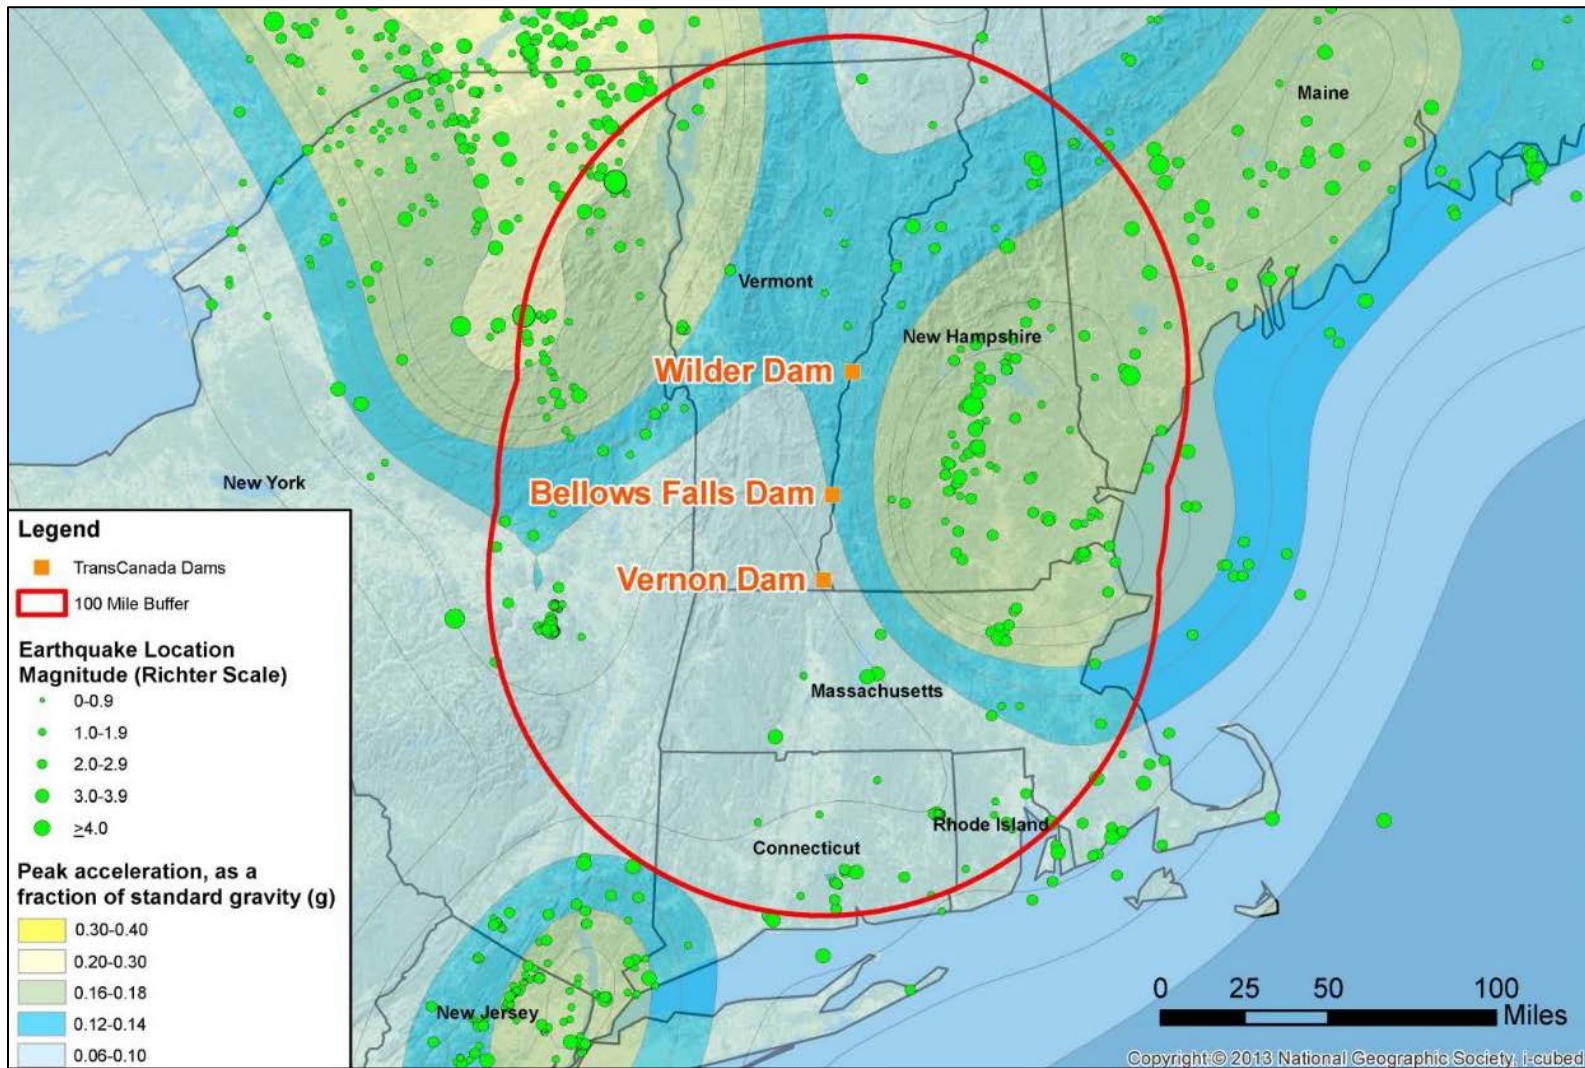 Maine
Vermont
New Hampshire
Wilder Dam
New York
Bellows Falls Dam
Vernon Dam
Massachusetts
Rhode Island
Connecticut
New Jersey
Legend
TransCanada Dams
100 Mile Buffer
Earthquake Location
Magnitude (Richter Scale)
0-0.9
1.0-1.9
2.0-2.9
3.0-3.9
≥4.0
Peak acceleration, as a
fraction of standard gravity (g)
0.30-0.40
0.20-0.30
0.16-0.18
0.12-0.14
0.06-0.10
0 25 50 100
Miles
Copyright:© 2013 National Geographic Society, i-cubed